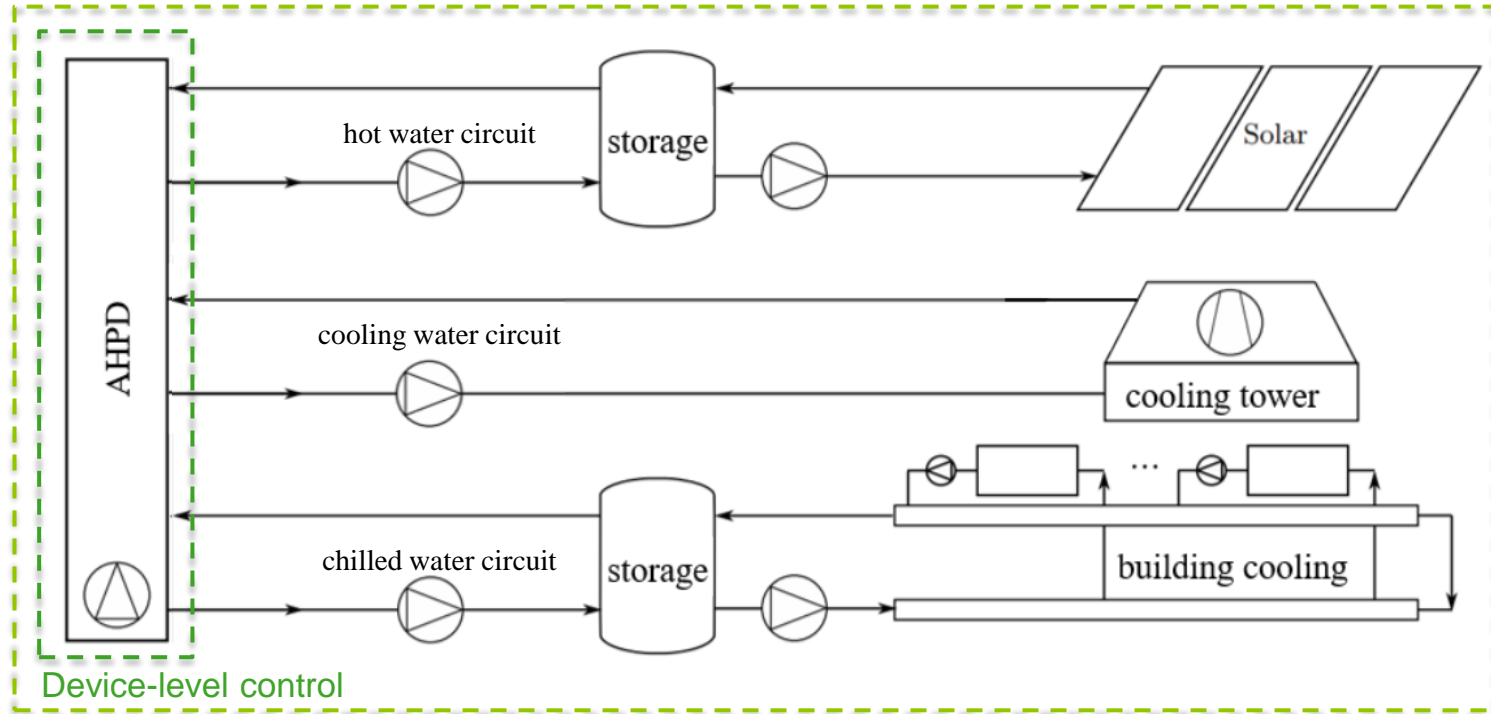 hot water circuit
storage
Solar
AHPD
cooling water circuit
cooling tower
...
chilled water circuit
storage
building cooling
Device-level control